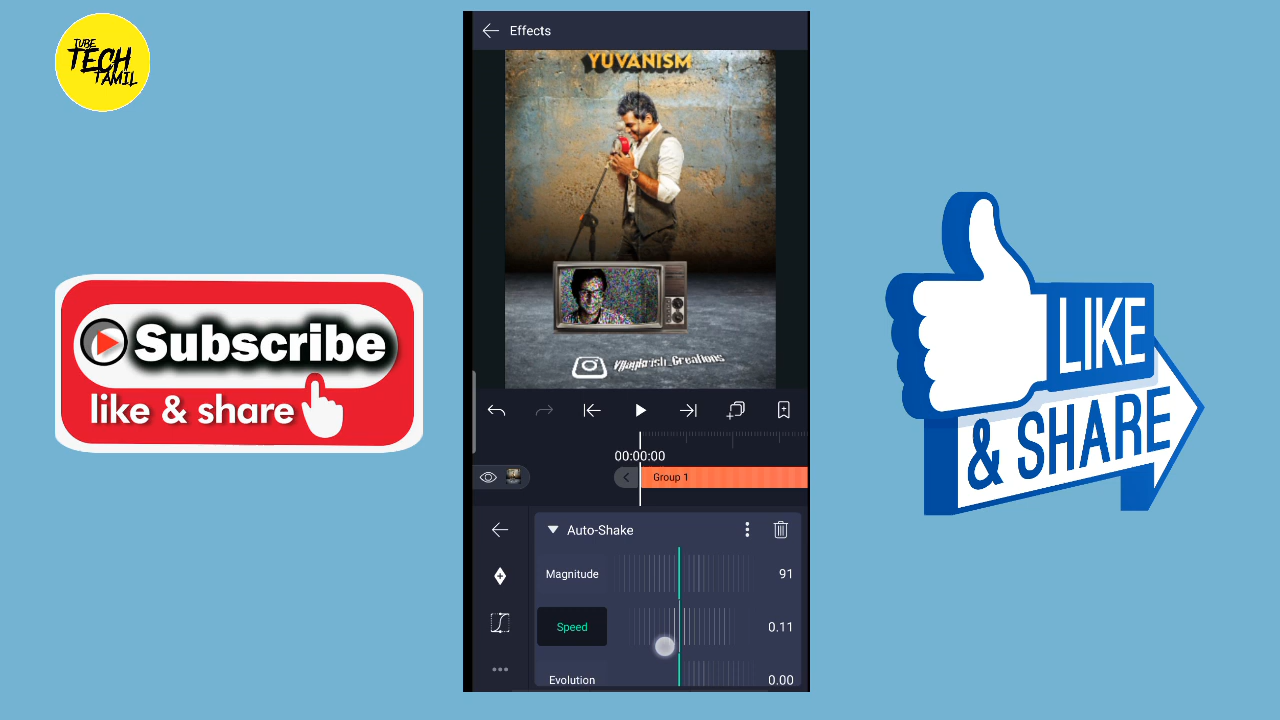 TUBE
TECH
TAMIL
Subscribe
like & share
Effects
YUVANISM
Vijaykrish_Creations
00:00:00
Group 1
Auto-Shake
Magnitude 91
Speed 0.11
Evolution 0.00
LIKE
& SHARE